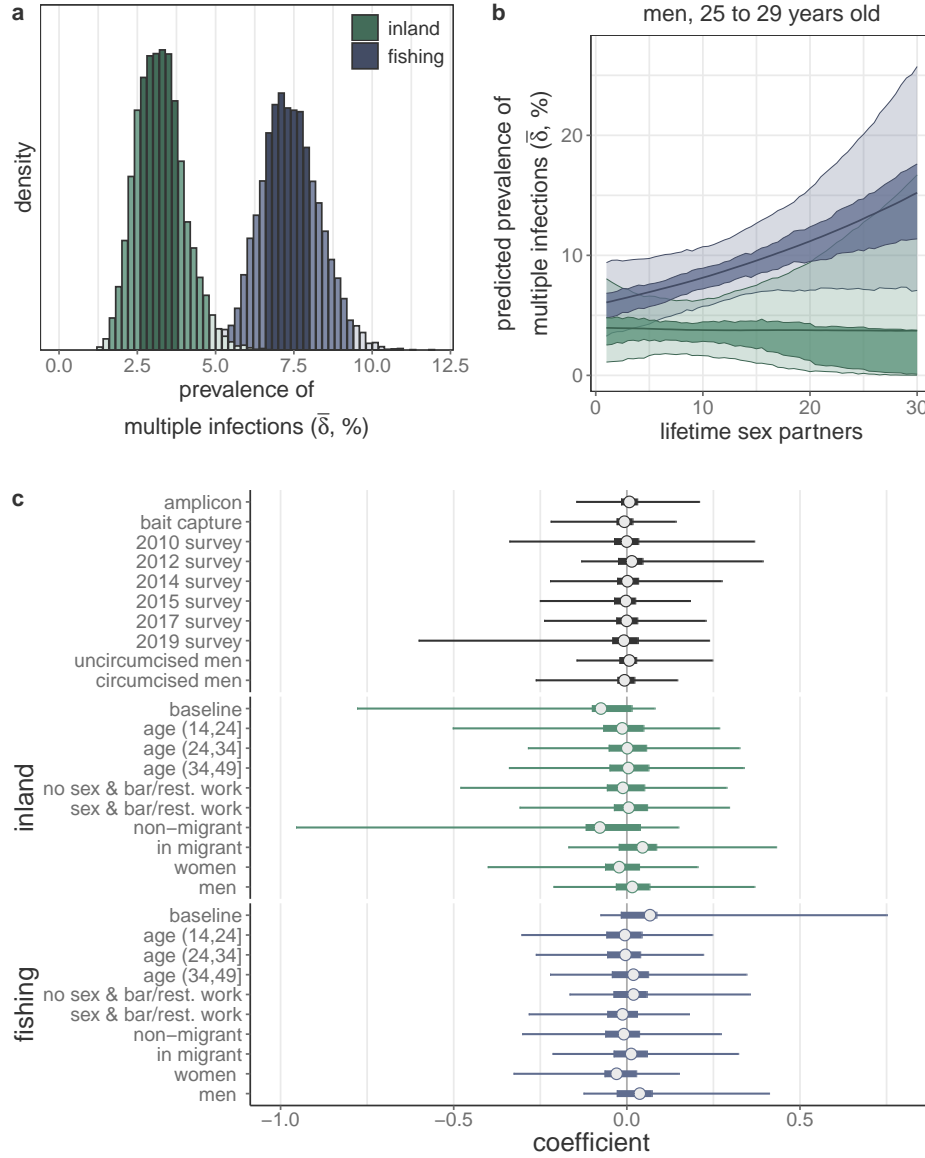 a
inland
fishing
density
0.0 2.5 5.0 7.5 10.0 12.5
prevalence of
multiple infections (δ̅, %)
b
men, 25 to 29 years old
predicted prevalence of
multiple infections (δ̅, %)
20
10
0
0 10 20 30
lifetime sex partners
c
amplicon
bait capture
2010 survey
2012 survey
2014 survey
2015 survey
2017 survey
2019 survey
uncircumcised men
circumcised men
inland
baseline
age (14,24]
age (24,34]
age (34,49]
no sex & bar/rest. work
sex & bar/rest. work
non−migrant
in migrant
women
men
fishing
baseline
age (14,24]
age (24,34]
age (34,49]
no sex & bar/rest. work
sex & bar/rest. work
non−migrant
in migrant
women
men
−1.0 −0.5 0.0 0.5
coefficient